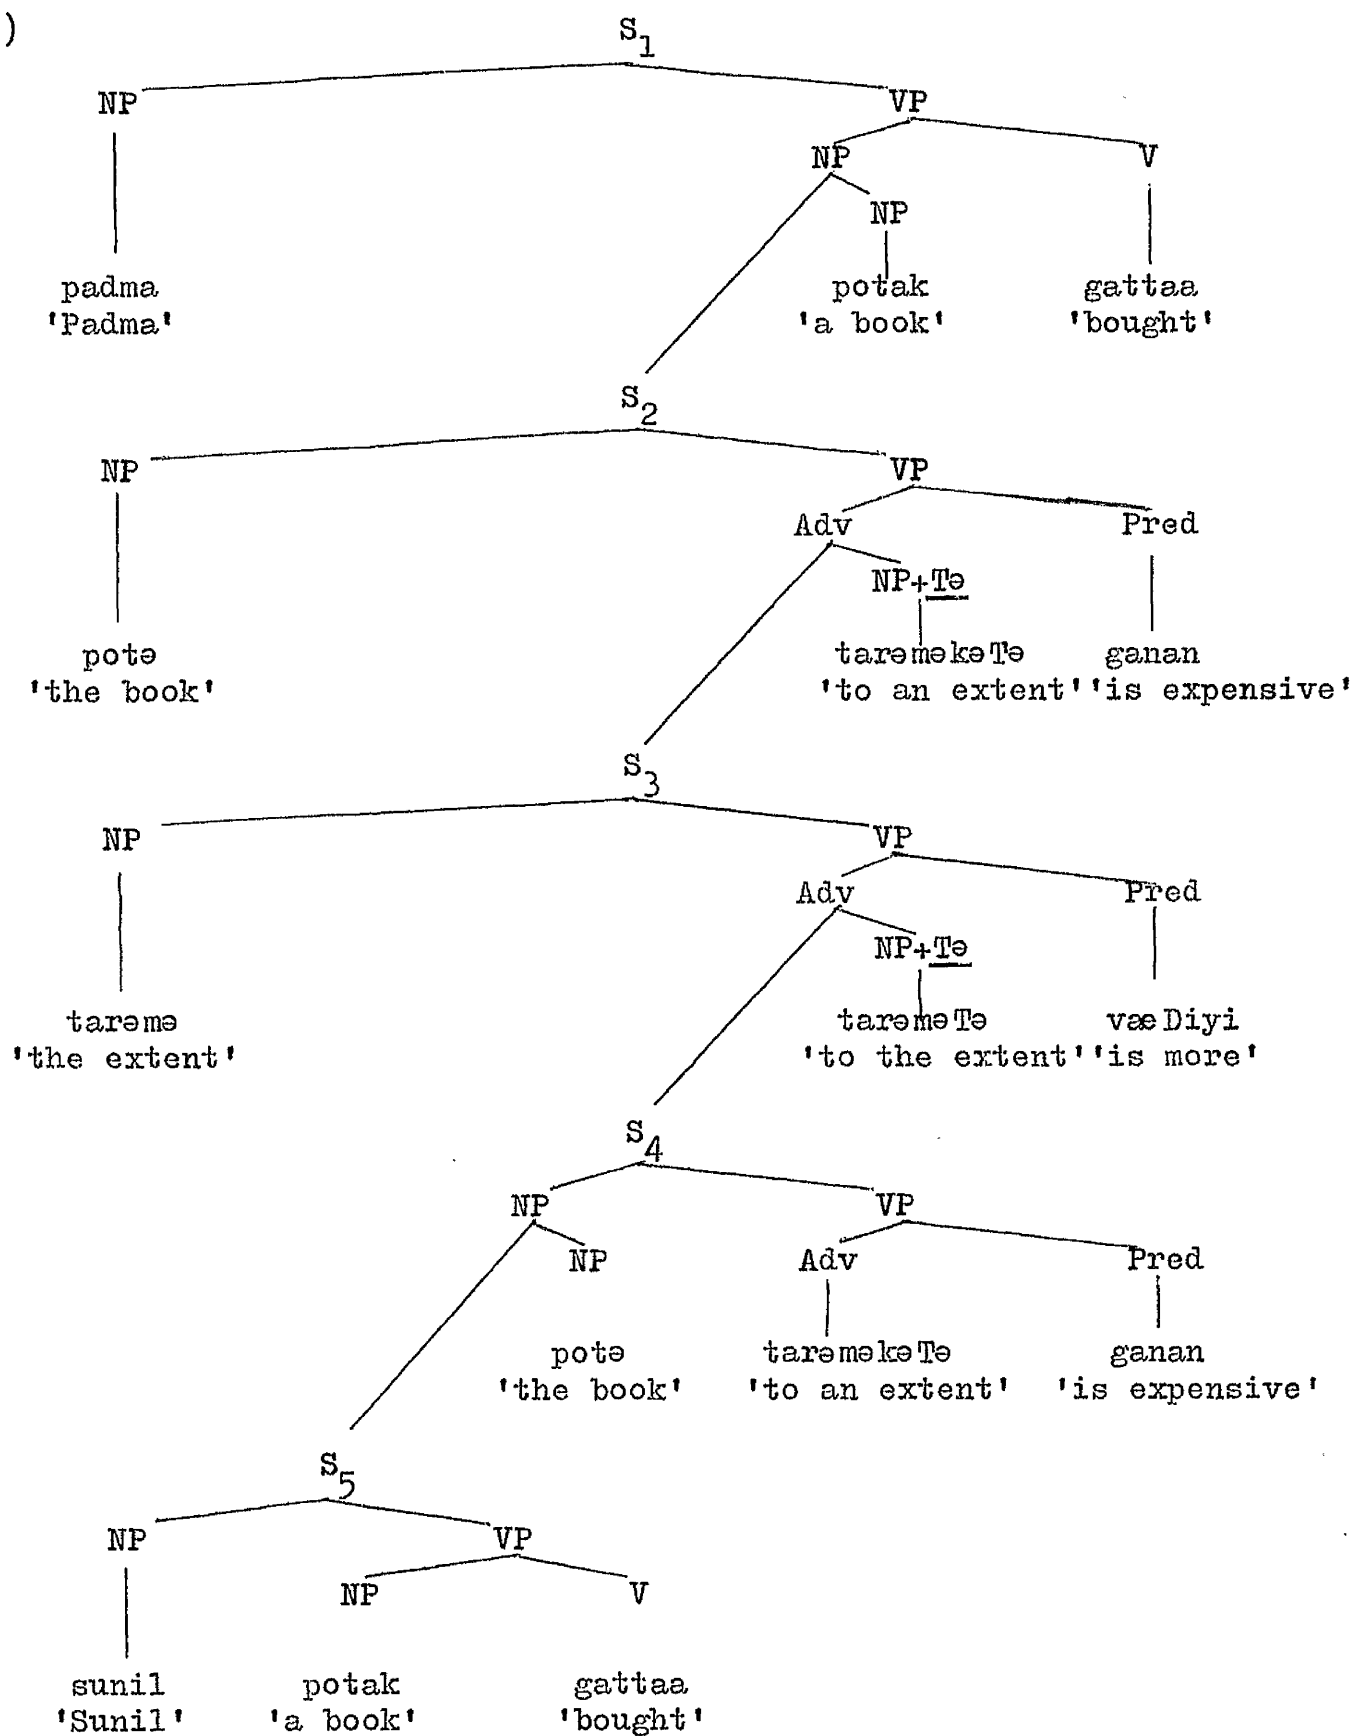 )
S1
NP VP
NP V
NP
padma potak gattaa
'Padma' 'a book' 'bought'
S2
NP VP
Adv Pred
NP+Tə
potə tarəməkəTə ganan
'the book' 'to an extent' 'is expensive'
S3
NP VP
Adv Pred
NP+Tə
tarəmə tarəməTə væDiyi
'the extent' 'to the extent' 'is more'
S4
NP VP
NP Adv Pred
potə tarəməkəTə ganan
'the book' 'to an extent' 'is expensive'
S5
NP VP
NP V
sunil potak gattaa
'Sunil' 'a book' 'bought'